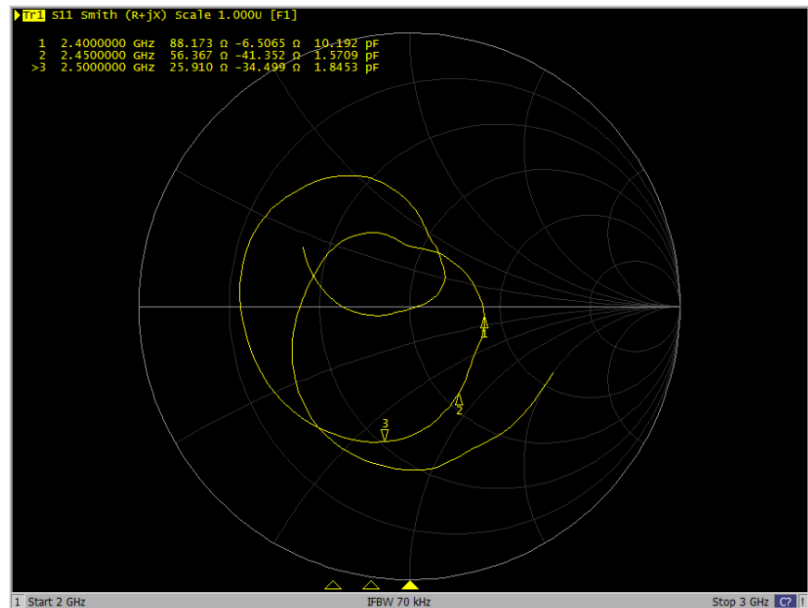 Tr1 S11 Smith (R+jX) Scale 1.000U [F1]
1 2.4000000 GHz 88.173 Ω -6.5065 Ω 10.192 pF
2 2.4500000 GHz 56.367 Ω -41.352 Ω 1.5709 pF
>3 2.5000000 GHz 25.910 Ω -34.499 Ω 1.8453 pF
1
2
3
1 Start 2 GHz IFBW 70 kHz Stop 3 GHz C? !